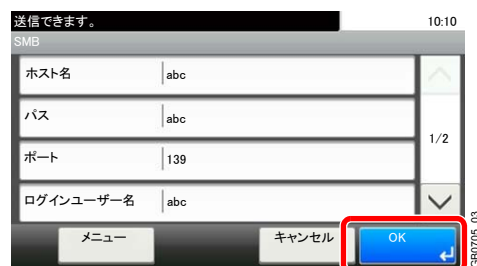 送信できます。 10:10
SMB
ホスト名 abc
パス abc
1/2
ポート 139
ログインユーザー名 abc
メニュー キャンセル OK
GB0705_03